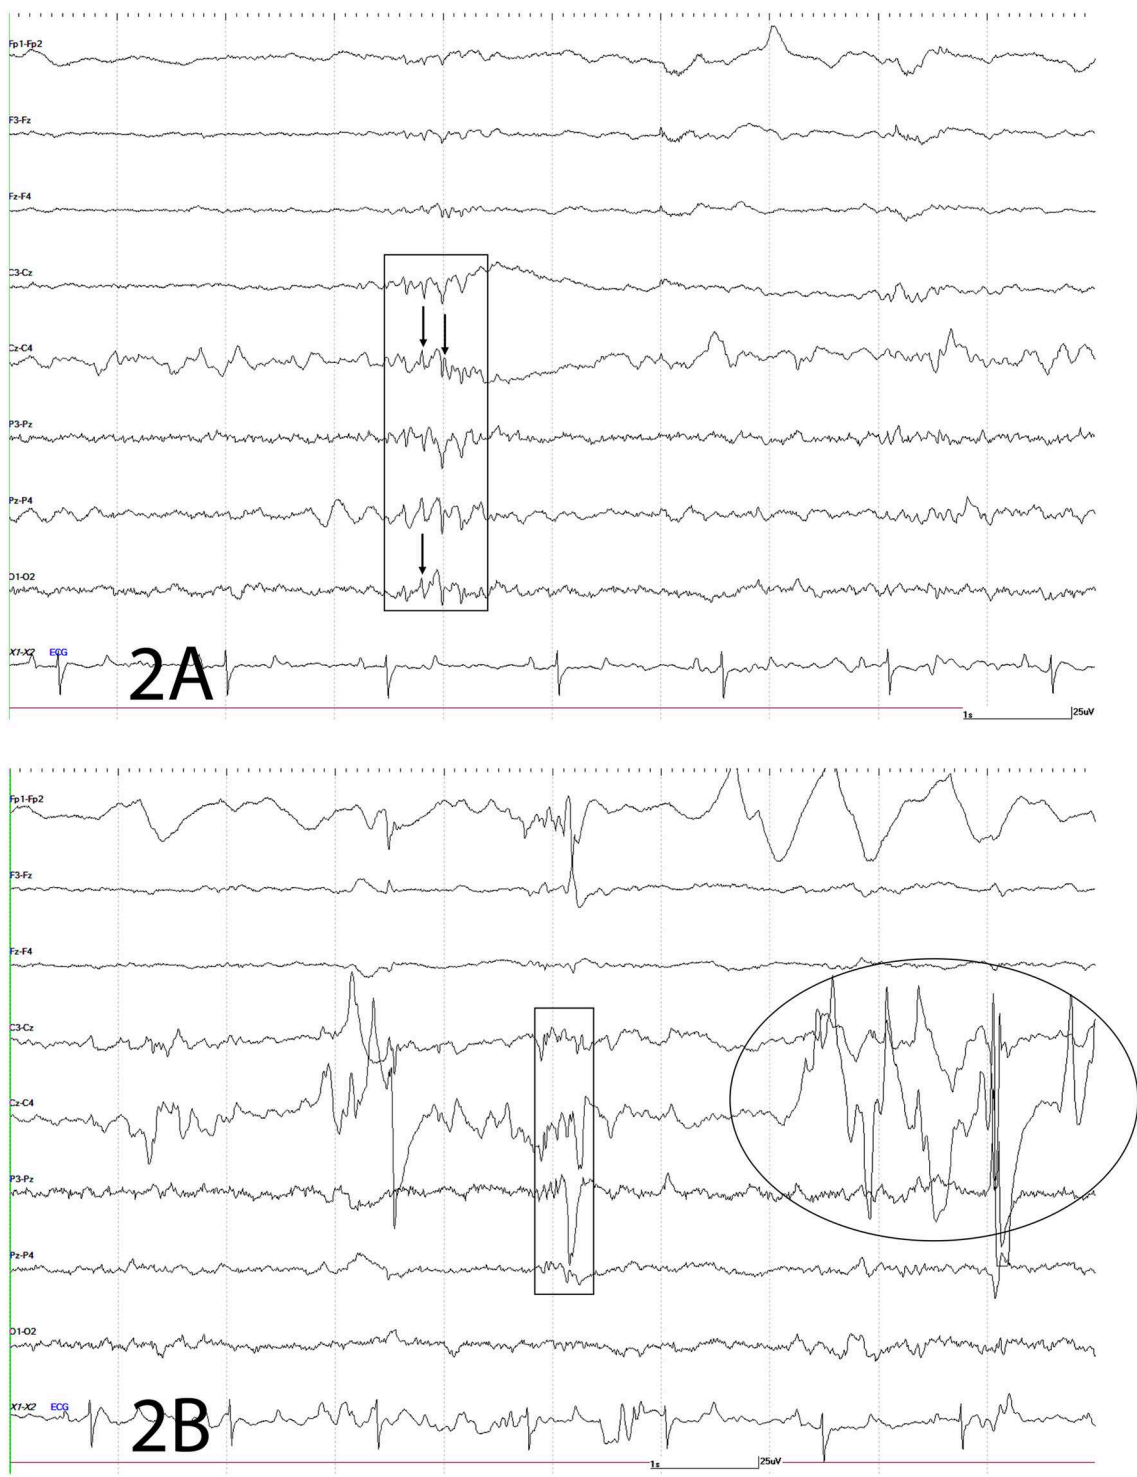 Fp1-Fp2
F3-Fz
Fz-F4
C3-Cz
Cz-C4
P3-Pz
Pz-P4
O1-O2
X1-X2 ECG
2A
1s 25uV
Fp1-Fp2
F3-Fz
Fz-F4
C3-Cz
Cz-C4
P3-Pz
Pz-P4
O1-O2
X1-X2 ECG
2B
1s 25uV